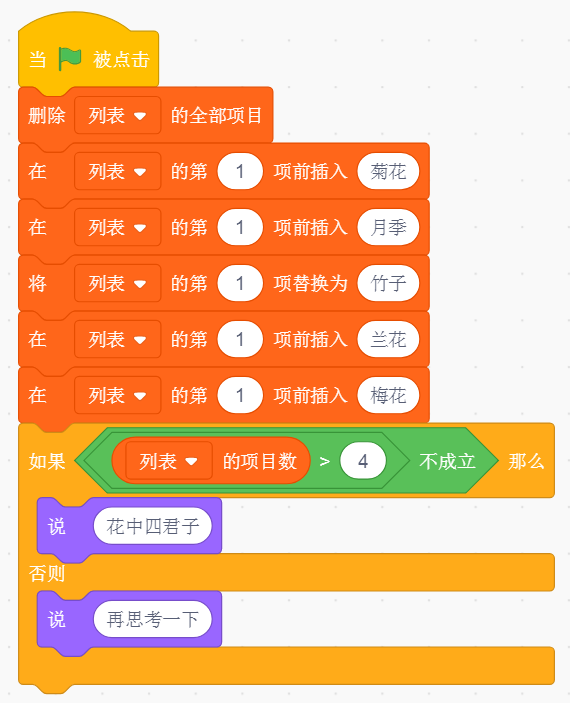 当 被点击
删除 列表 的全部项目
在 列表 的第 1 项前插入 菊花
在 列表 的第 1 项前插入 月季
将 列表 的第 1 项替换为 竹子
在 列表 的第 1 项前插入 兰花
在 列表 的第 1 项前插入 梅花
如果 列表 的项目数 > 4 不成立 那么
说 花中四君子
否则
说 再思考一下